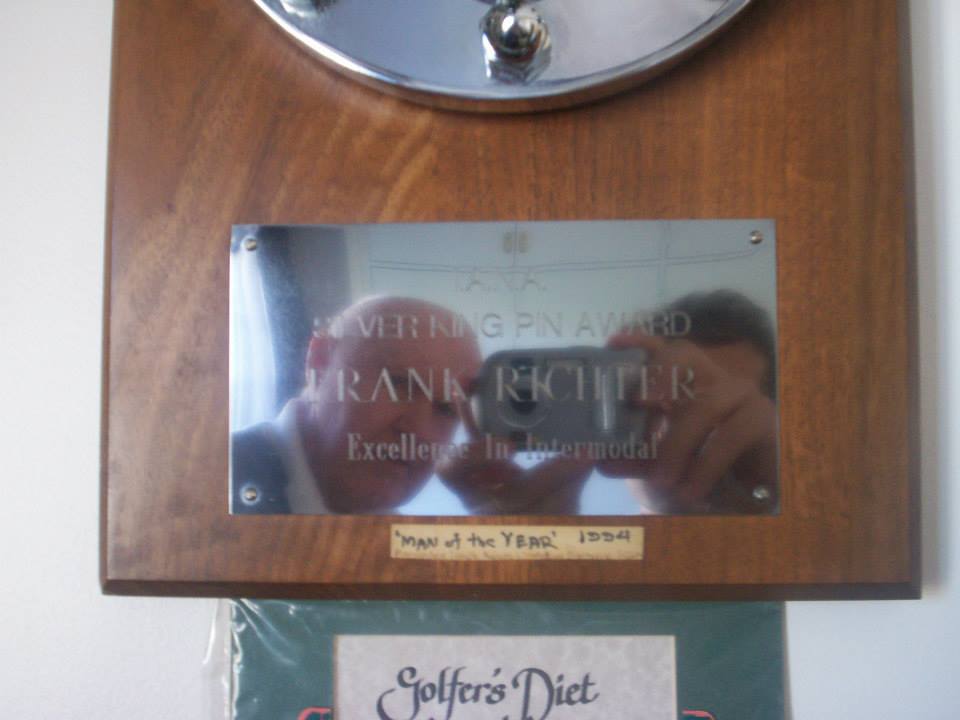 I.A.N.A.
SILVER KING PIN AWARD
FRANK RICHTER
Excellence In Intermodal
'MAN of the YEAR' 1994
Golfer's Diet